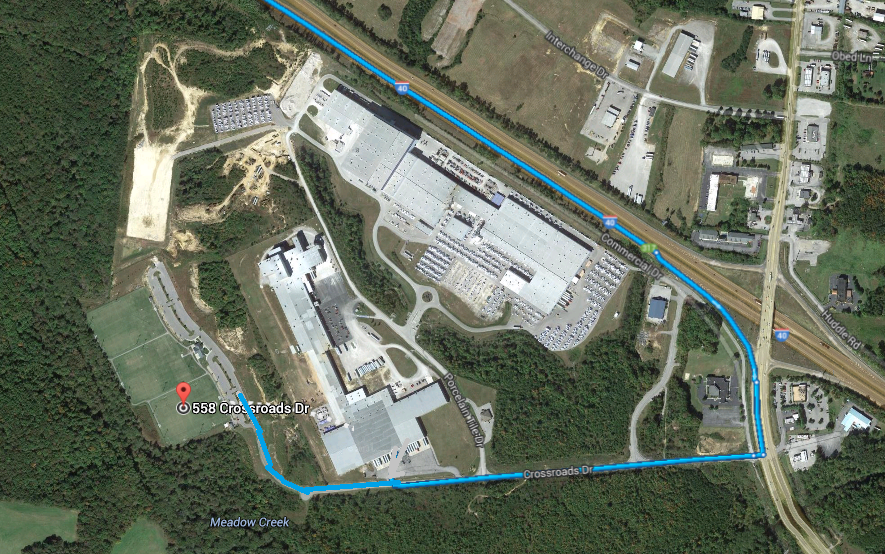 Interchange Dr
Obed Ln
40
40
317
Commercial Dr
40
Huddle Rd
Porcelain Tile Dr
558 Crossroads Dr
Crossroads Dr
Meadow Creek